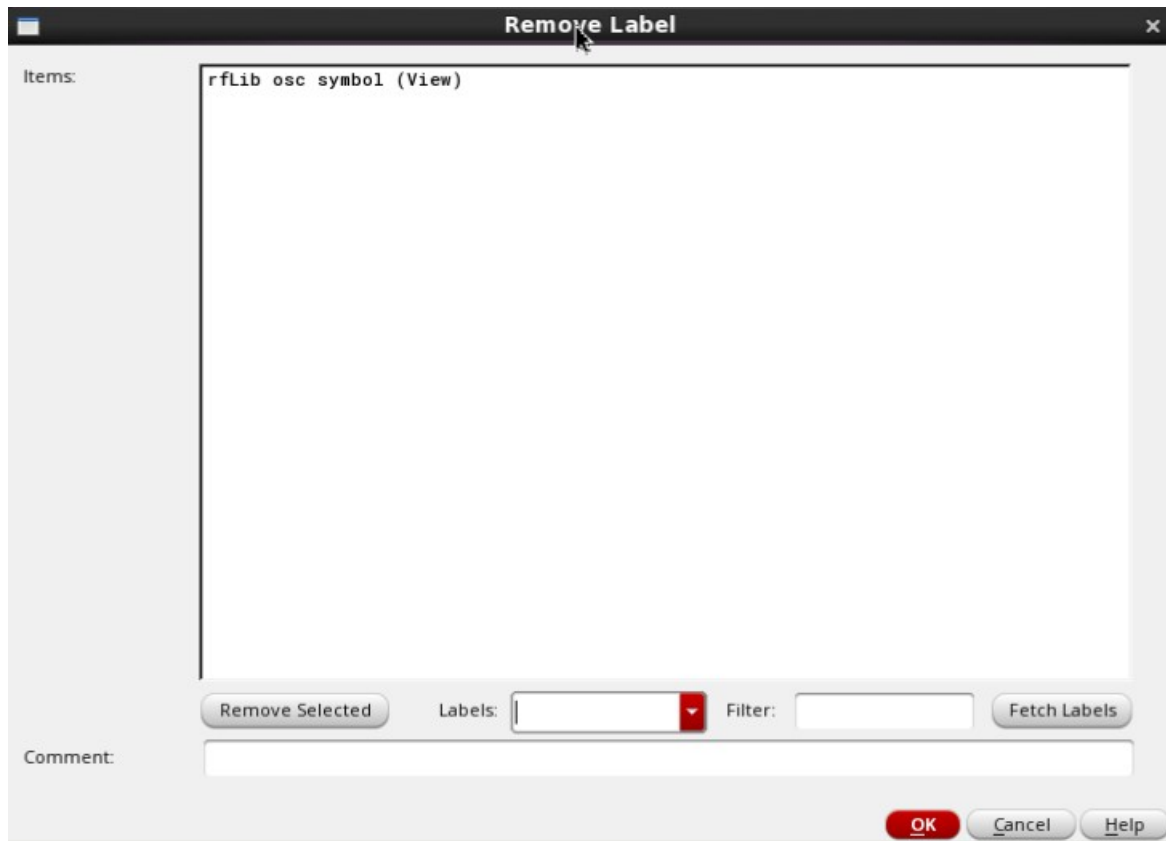 Remove Label
Items:
rfLib osc symbol (View)
Remove Selected Labels: Filter: Fetch Labels
Comment:
OK Cancel Help